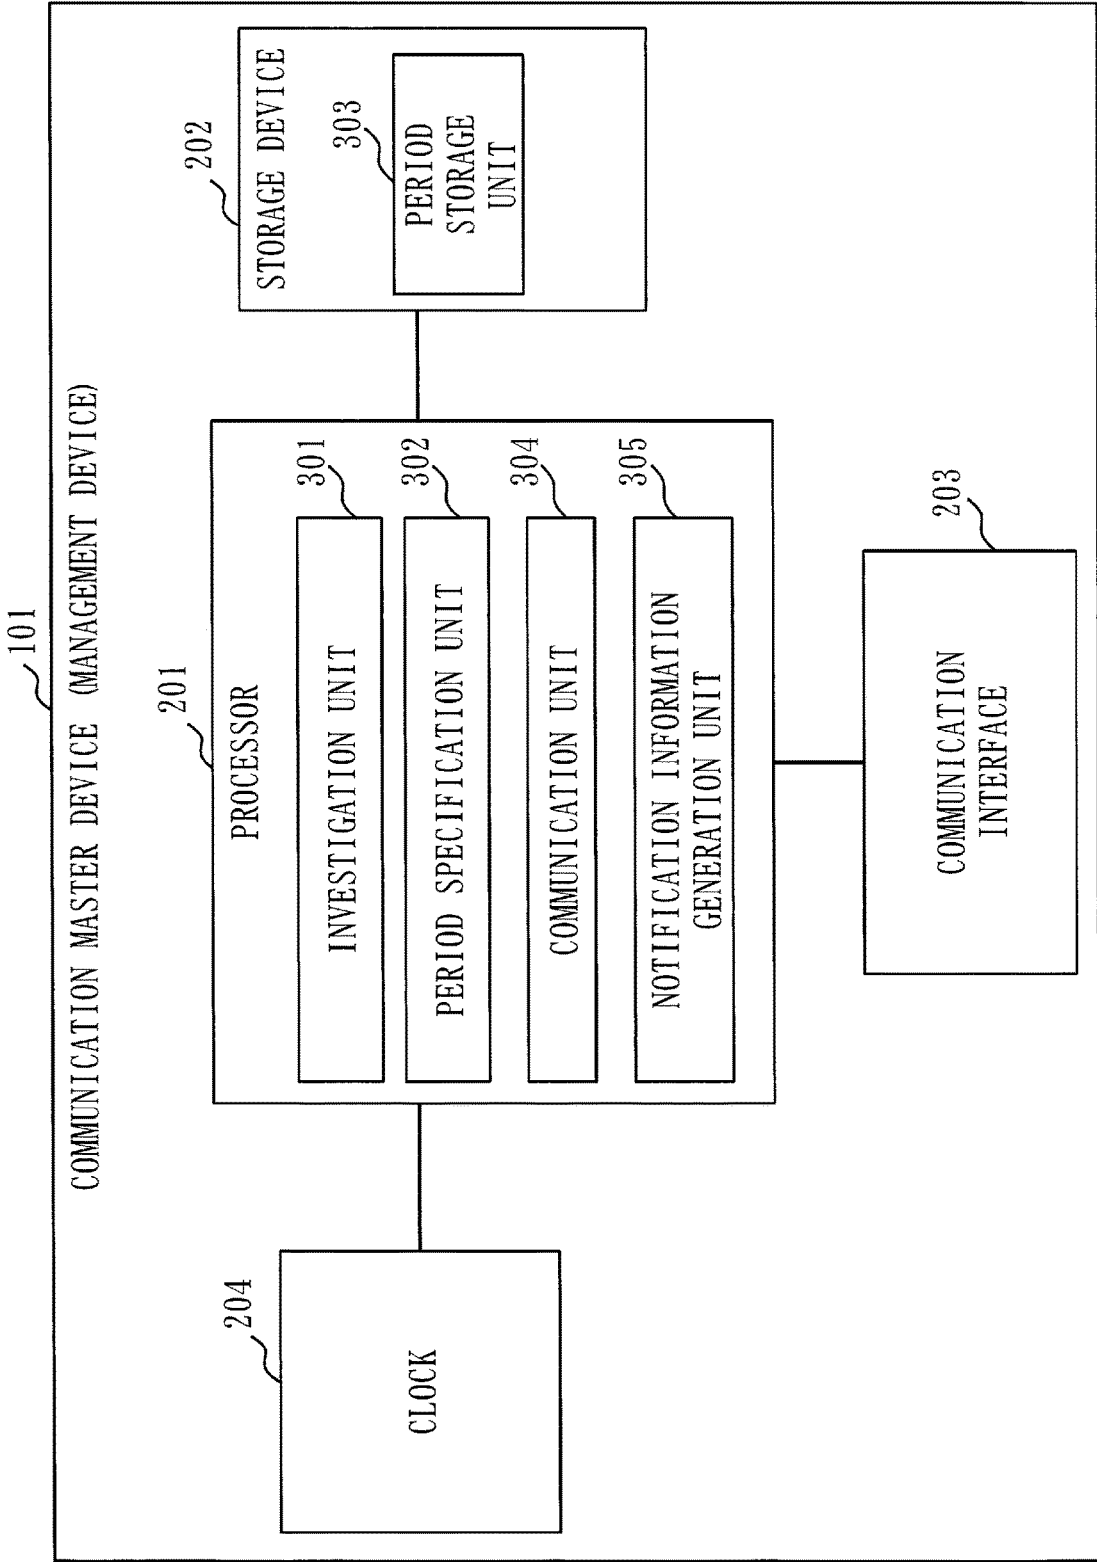 101
COMMUNICATION MASTER DEVICE (MANAGEMENT DEVICE)
204
CLOCK
201
PROCESSOR
INVESTIGATION UNIT
301
PERIOD SPECIFICATION UNIT
302
COMMUNICATION UNIT
304
NOTIFICATION INFORMATION
GENERATION UNIT
305
202
STORAGE DEVICE
303
PERIOD
STORAGE
UNIT
203
COMMUNICATION
INTERFACE